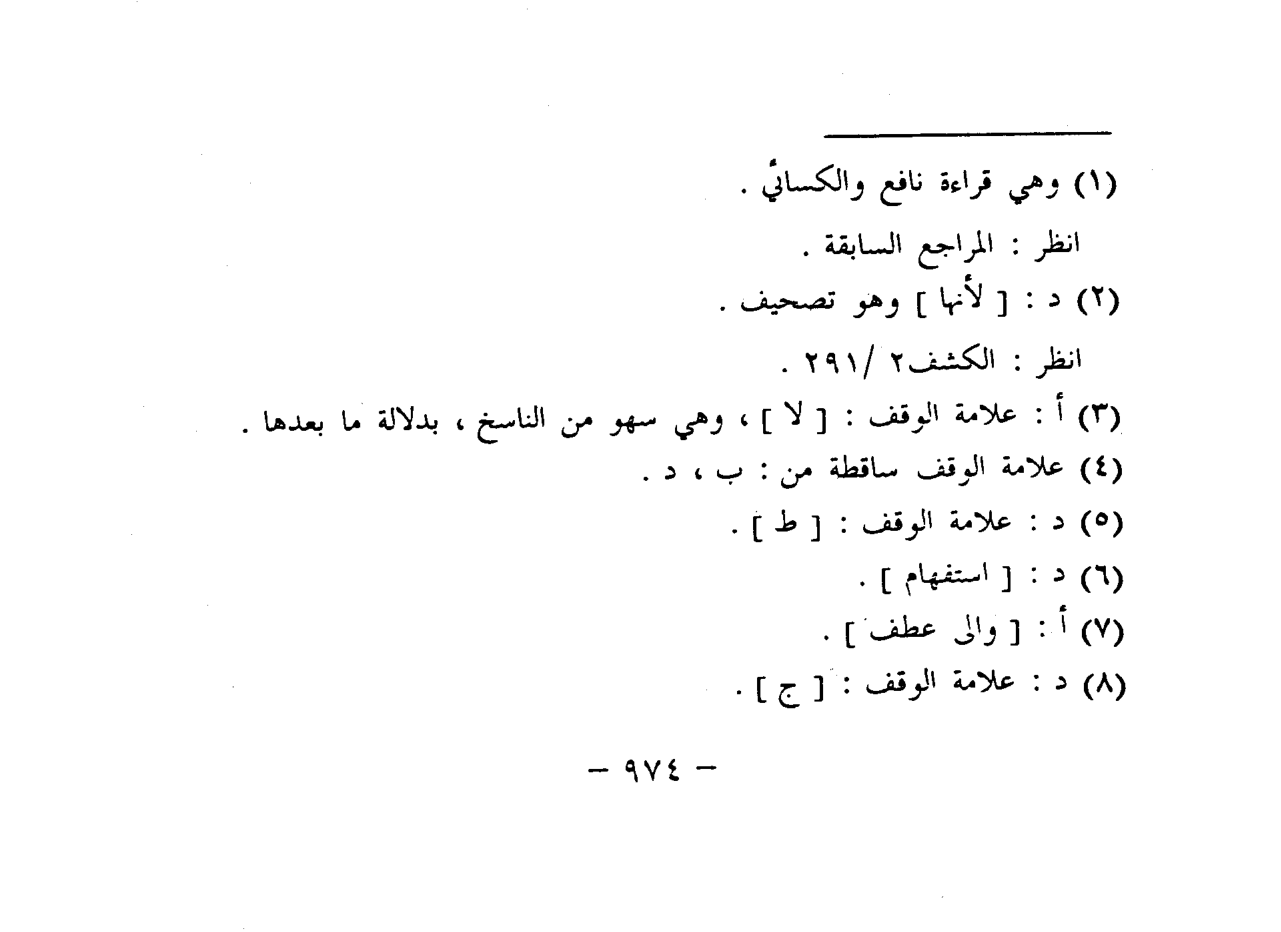 (١) وهي قراءة نافع والكسائي .
انظر : المراجع السابقة .
(٢) د : [ لأنها ] وهو تصحيف .
انظر : الكشف٢ /٢٩١ .
(٣) أ : علامة الوقف : [ لا ] ، وهي سهو من الناسخ ، بدلالة ما بعدها .
(٤) علامة الوقف ساقطة من : ب ، د .
(٥) د : علامة الوقف : [ ط ] .
(٦) د : [ استفهام ] .
(٧) أ : [ والى عطف ] .
(٨) د : علامة الوقف : [ ج ] .
– ٩٧٤ –